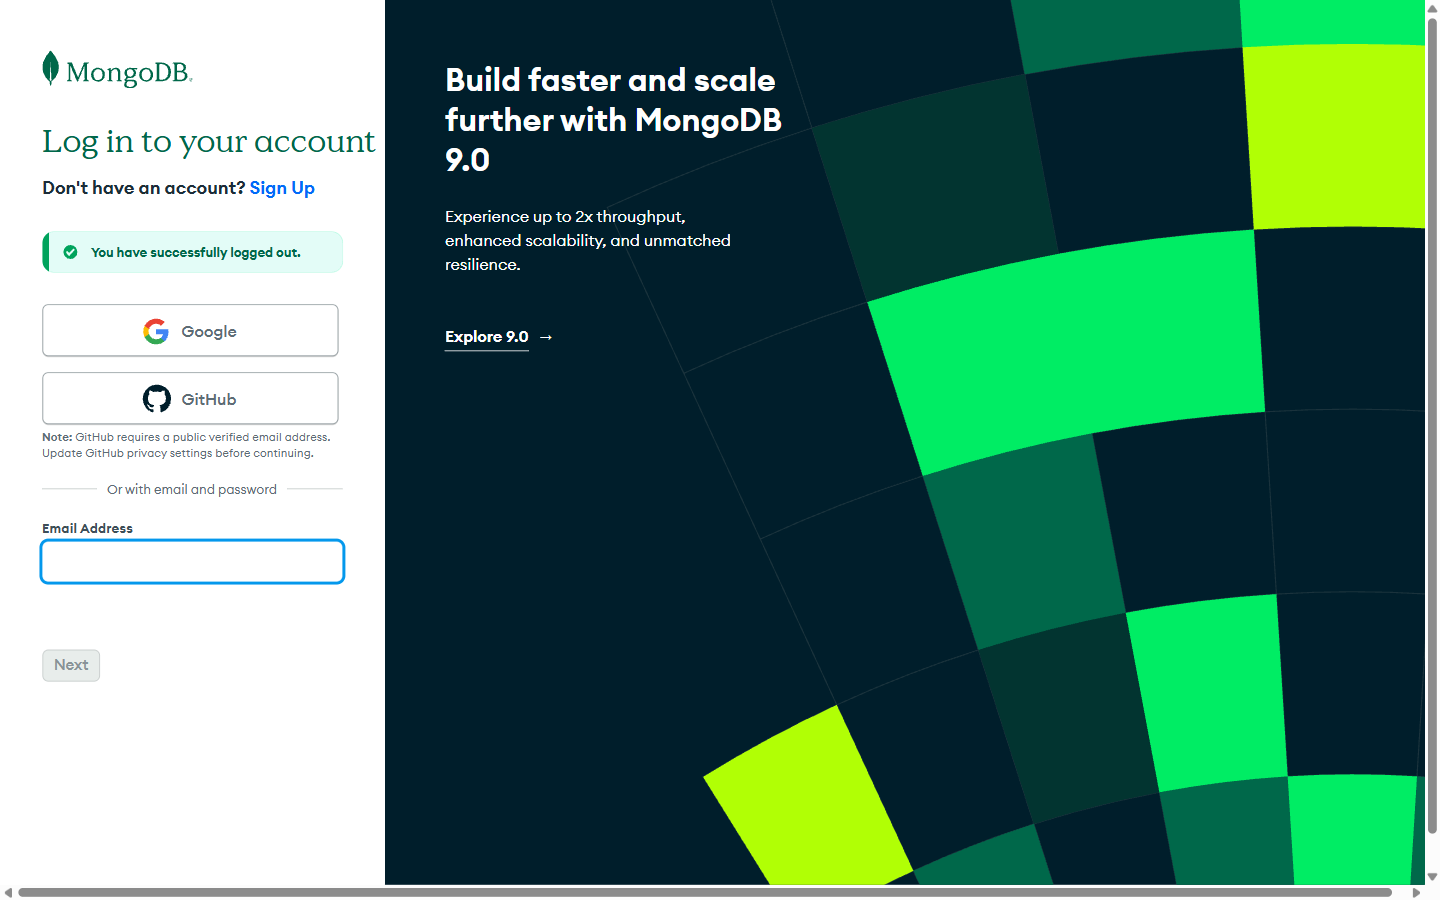 MongoDB
Log in to your account
Don't have an account? Sign Up
You have successfully logged out.
Google
GitHub
Note: GitHub requires a public verified email address.
Update GitHub privacy settings before continuing.
Or with email and password
Email Address
Next
Build faster and scale
further with MongoDB
9.0
Experience up to 2x throughput,
enhanced scalability, and unmatched
resilience.
Explore 9.0 →